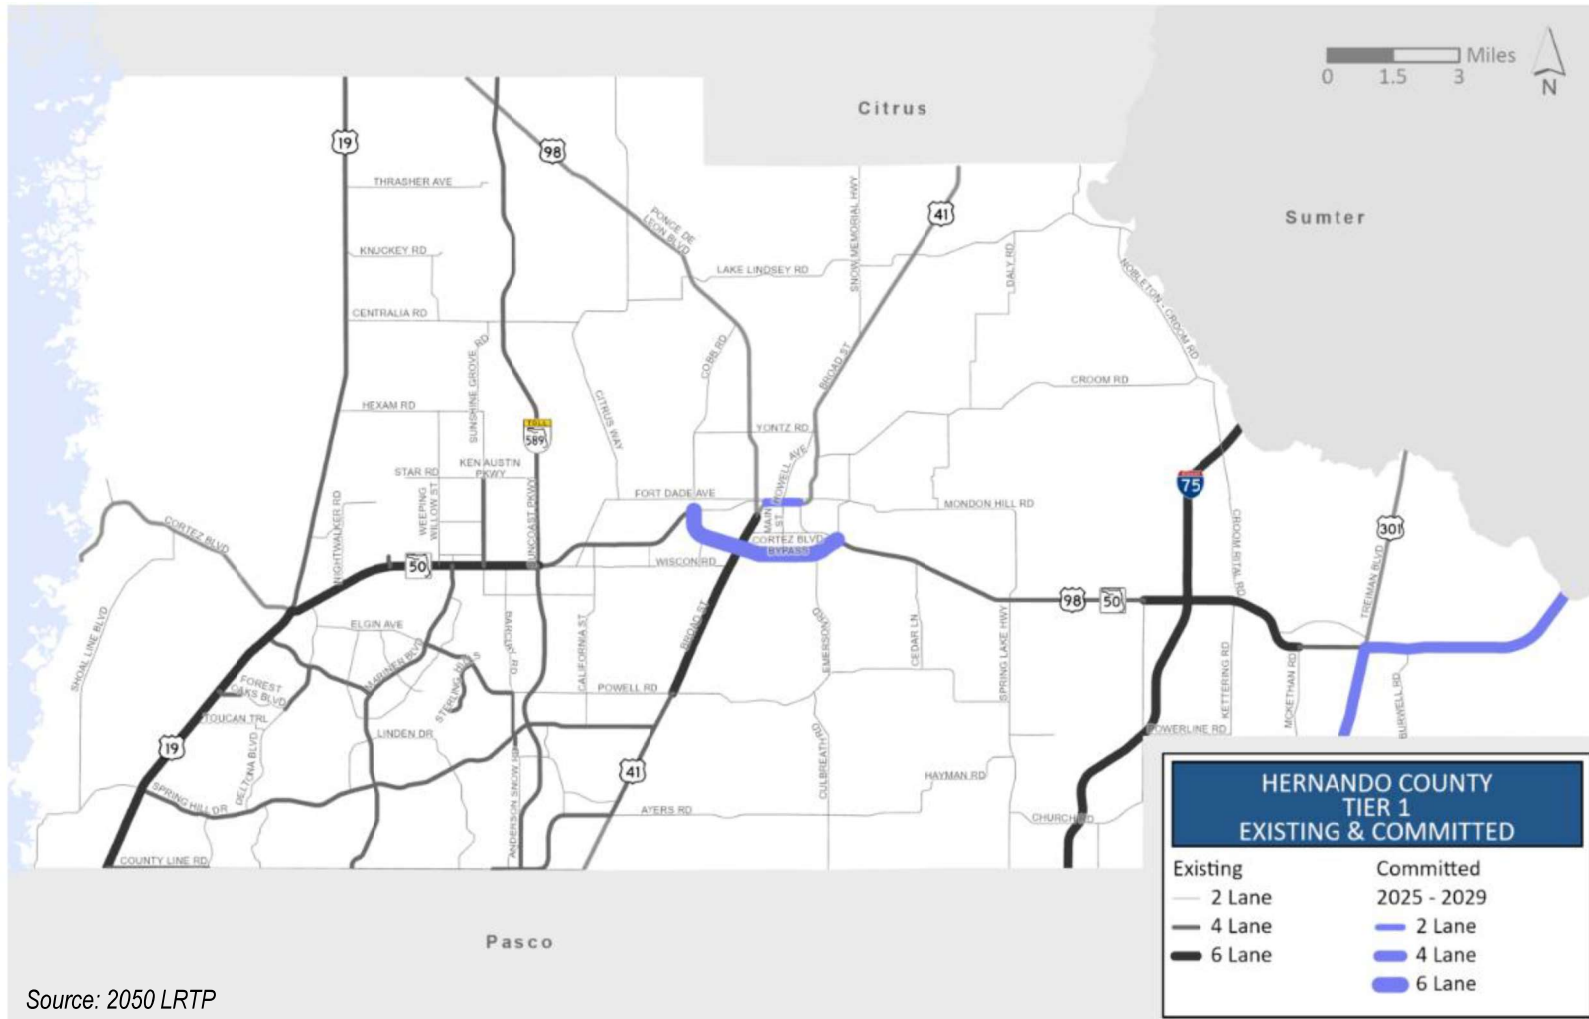 Miles
0 1.5 3
N
Citrus
Sumter
19
98
41
THRASHER AVE
PONCE DE
LEON BLVD
SNOW MEMORIAL HWY
KNUCKEY RD
LAKE LINDSEY RD
DALY RD
NOBLETON - CROOM RD
CENTRALIA RD
SUNSHINE GROVE RD
COBB RD
BROAD ST
CROOM RD
HEXAM RD
CITRUS WAY
TOLL
589
YONTZ RD
HOWELL AVE
KEN AUSTIN
PKWY
STAR RD
WEEPING
WILLOW ST
75
FORT DADE AVE
MAIN ST
MONDON HILL RD
NIGHTWALKER RD
SUNCOAST PKWY
CROOM RITAL RD
301
CORTEZ BLVD
CORTEZ BLVD
BYPASS
50
WISCON RD
TREIMAN BLVD
98
50
SHOAL LINE BLVD
ELGIN AVE
MARINER BLVD
BARCLAY RD
CALIFORNIA ST
BROAD ST
EMERSON RD
CEDAR LN
SPRING LAKE HWY
KETTERING RD
MCKETHAN RD
BURWELL RD
FOREST
OAKS BLVD
STERLING HILLS
POWELL RD
TOUCAN TRL
LINDEN DR
POWERLINE RD
19
DELTONA BLVD
41
CULBREATH RD
HAYMAN RD
SPRING HILL DR
ANDERSON SNOW RD
AYERS RD
CHURCH RD
COUNTY LINE RD
Pasco
HERNANDO COUNTY
TIER 1
EXISTING & COMMITTED
Existing
2 Lane
4 Lane
6 Lane
Committed
2025 - 2029
2 Lane
4 Lane
6 Lane
Source: 2050 LRTP